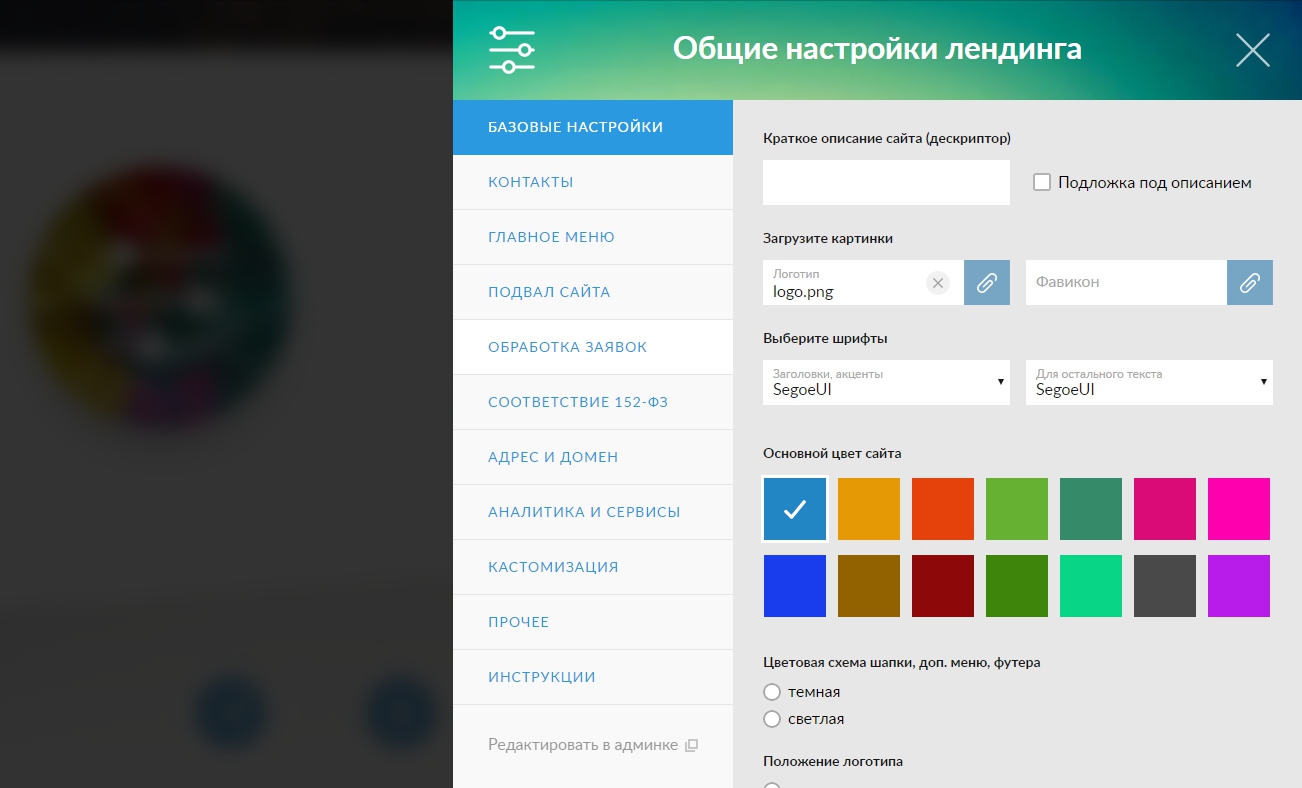 Общие настройки лендинга
БАЗОВЫЕ НАСТРОЙКИ
КОНТАКТЫ
ГЛАВНОЕ МЕНЮ
ПОДВАЛ САЙТА
ОБРАБОТКА ЗАЯВОК
СООТВЕТСТВИЕ 152-ФЗ
АДРЕС И ДОМЕН
АНАЛИТИКА И СЕРВИСЫ
КАСТОМИЗАЦИЯ
ПРОЧЕЕ
ИНСТРУКЦИИ
Редактировать в админке
Краткое описание сайта (дескриптор)
Подложка под описанием
Загрузите картинки
Логотип
logo.png
Фавикон
Выберите шрифты
Заголовки, акценты
SegoeUI
Для остального текста
SegoeUI
Основной цвет сайта
Цветовая схема шапки, доп. меню, футера
темная
светлая
Положение логотипа